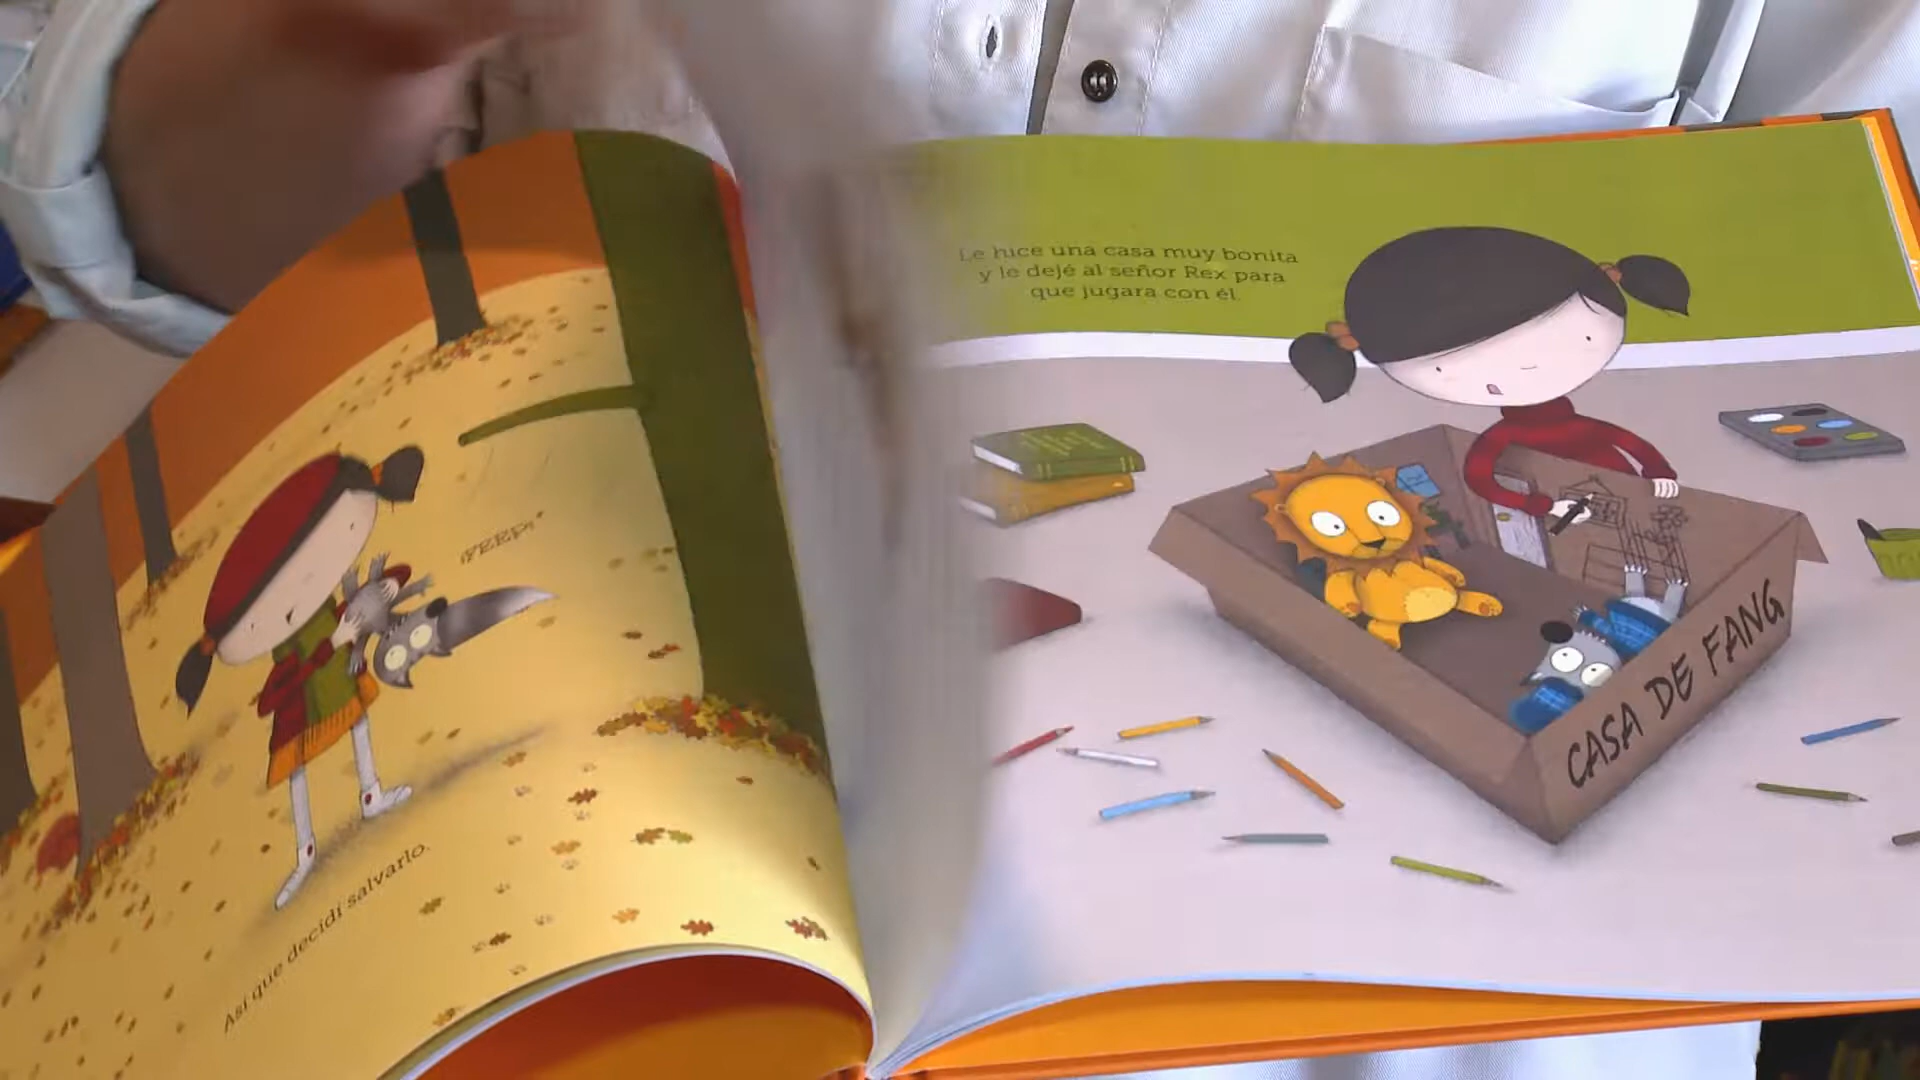 Así que decidí salvarlo.
Le hice una casa muy bonita
y le dejé al señor Rex para
que jugara con él.
CASA DE FANG